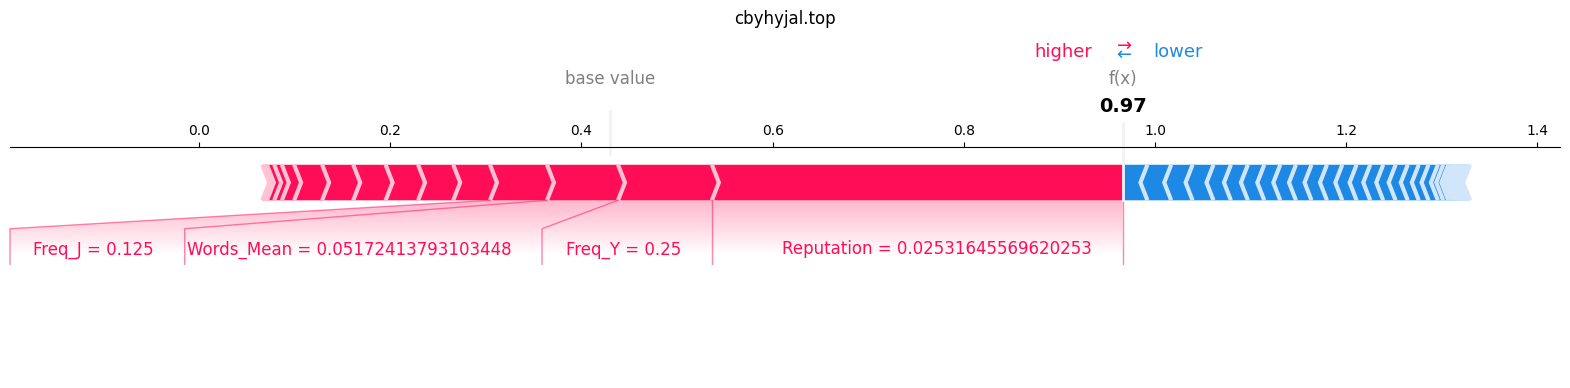 cbyhyjal.top
higher → ← lower
base value f(x)
0.97
0.0 0.2 0.4 0.6 0.8 1.0 1.2 1.4
Freq_J = 0.125 Words_Mean = 0.05172413793103448 Freq_Y = 0.25 Reputation = 0.02531645569620253